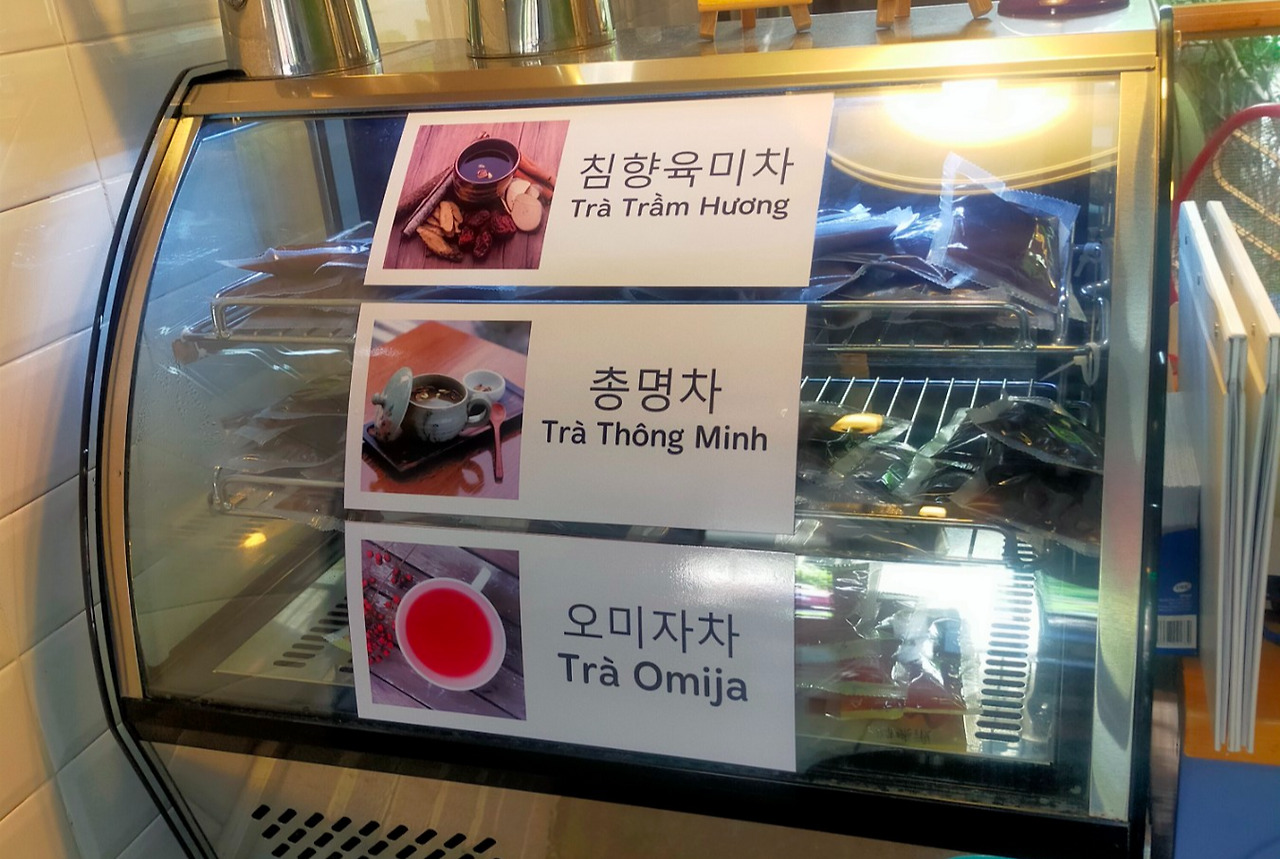 침향육미차
Trà Trầm Hương
총명차
Trà Thông Minh
오미자차
Trà Omija